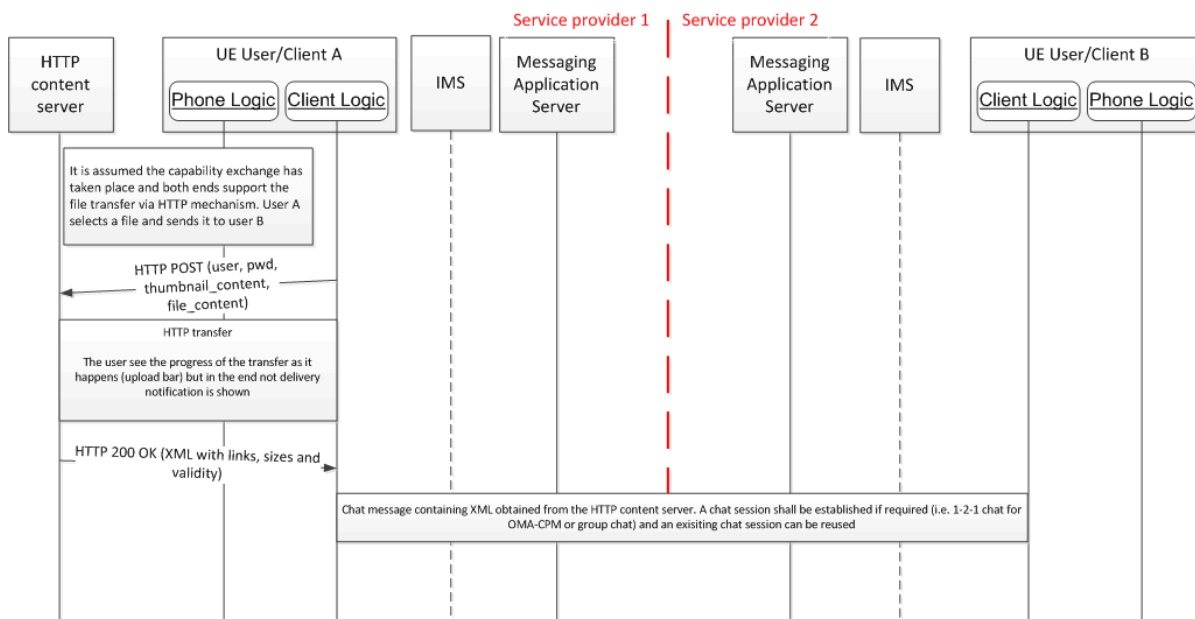 Service provider 1
Service provider 2
HTTP
content
server
UE User/Client A
Phone Logic
Client Logic
IMS
Messaging
Application
Server
Messaging
Application
Server
IMS
UE User/Client B
Client Logic
Phone Logic
It is assumed the capability exchange has
taken place and both ends support the
file transfer via HTTP mechanism. User A
selects a file and sends it to user B
HTTP POST (user, pwd,
thumbnail_content,
file_content)
HTTP transfer
The user see the progress of the transfer as it
happens (upload bar) but in the end not delivery
notification is shown
HTTP 200 OK (XML with links, sizes and
validity)
Chat message containing XML obtained from the HTTP content server. A chat session shall be established if required (i.e. 1-2-1 chat for
OMA-CPM or group chat) and an exisiting chat session can be reused